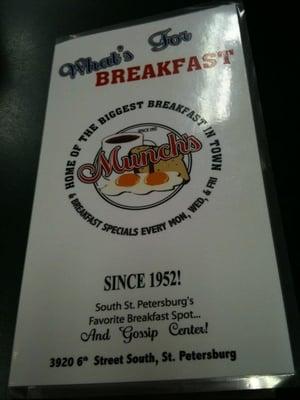 What's For
BREAKFAST
HOME OF THE BIGGEST BREAKFAST IN TOWN
SINCE 1952
Munch's
& BREAKFAST SPECIALS EVERY MON, WED, & FRI
SINCE 1952!
South St. Petersburg's
Favorite Breakfast Spot...
And Gossip Center!
3920 6th Street South, St. Petersburg